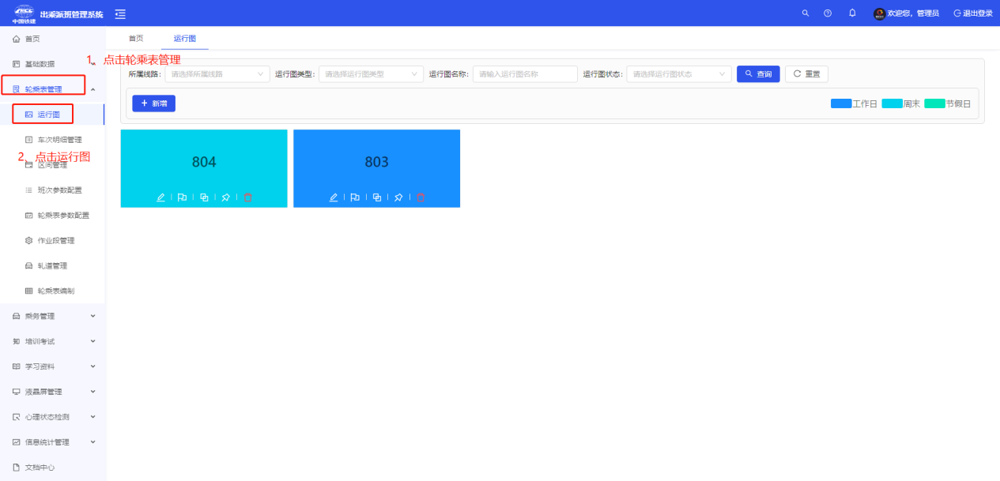 出乘派班管理系统
中国铁建
欢迎您，管理员
退出登录
首页
运行图
首页
基础数据
轮乘表管理
运行图
车次明细管理
区间管理
班次参数配置
轮乘表参数配置
作业段管理
轧道管理
轮乘表编制
乘务管理
培训考试
学习资料
液晶屏管理
心理状态检测
信息统计管理
文档中心
1、点击轮乘表管理
2、点击运行图
所属线路: 请选择所属线路
运行图类型: 请选择运行图类型
运行图名称: 请输入运行图名称
运行图状态: 请选择运行图状态
查询
重置
+ 新增
工作日 周末 节假日
804
803